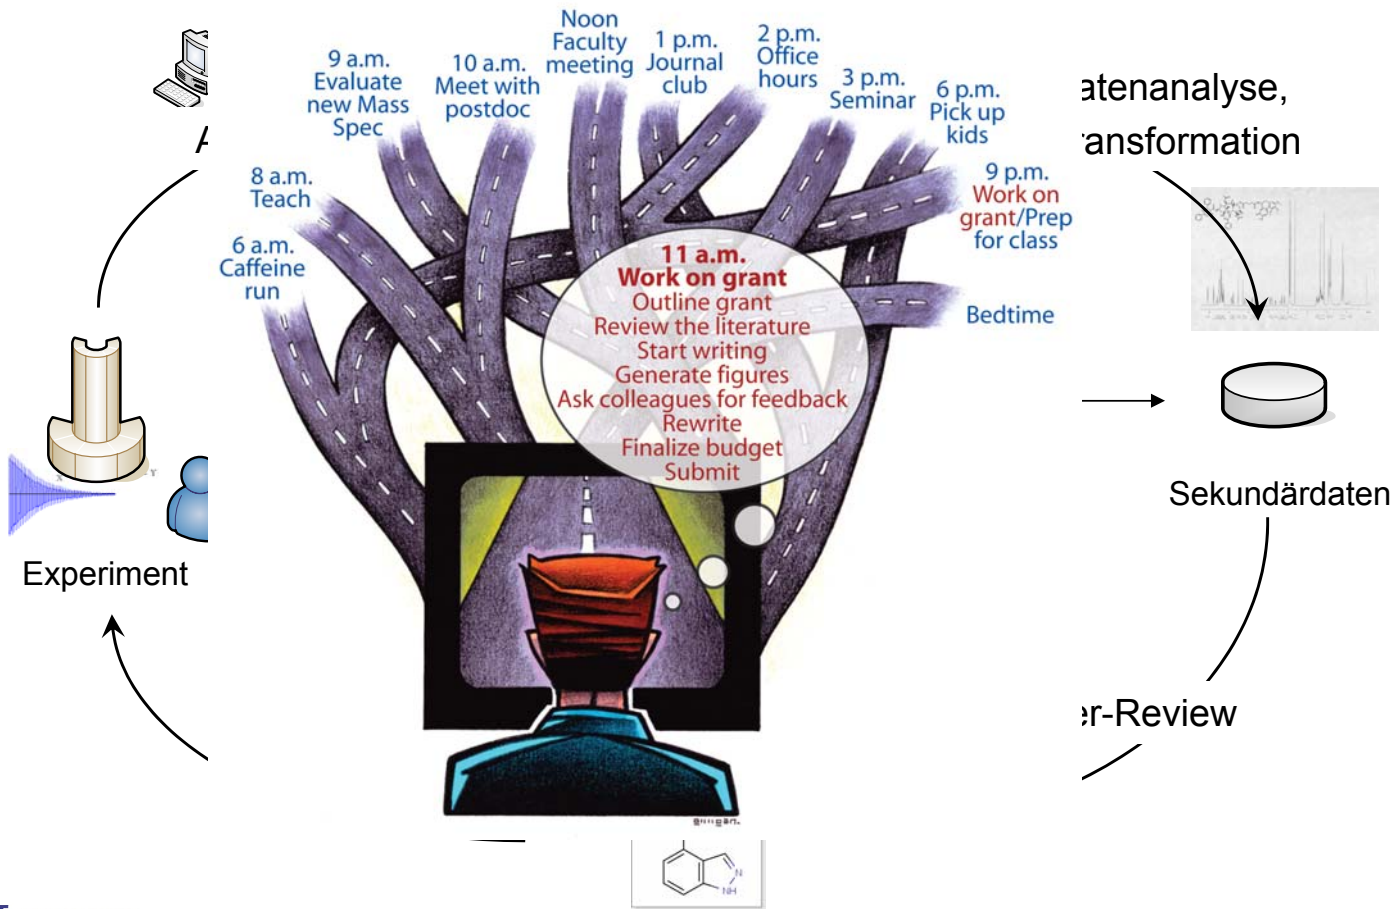 Noon
Faculty
meeting
1 p.m.
Journal
club
2 p.m.
Office
hours
9 a.m.
Evaluate
new Mass
Spec
10 a.m.
Meet with
postdoc
3 p.m.
Seminar
6 p.m.
Pick up
kids
8 a.m.
Teach
9 p.m.
Work on
grant/Prep
for class
6 a.m.
Caffeine
run
Bedtime
11 a.m.
Work on grant
Outline grant
Review the literature
Start writing
Generate figures
Ask colleagues for feedback
Rewrite
Finalize budget
Submit
atenanalyse,
ansformation
Sekundärdaten
Experiment
er-Review
X
Y
N
NH